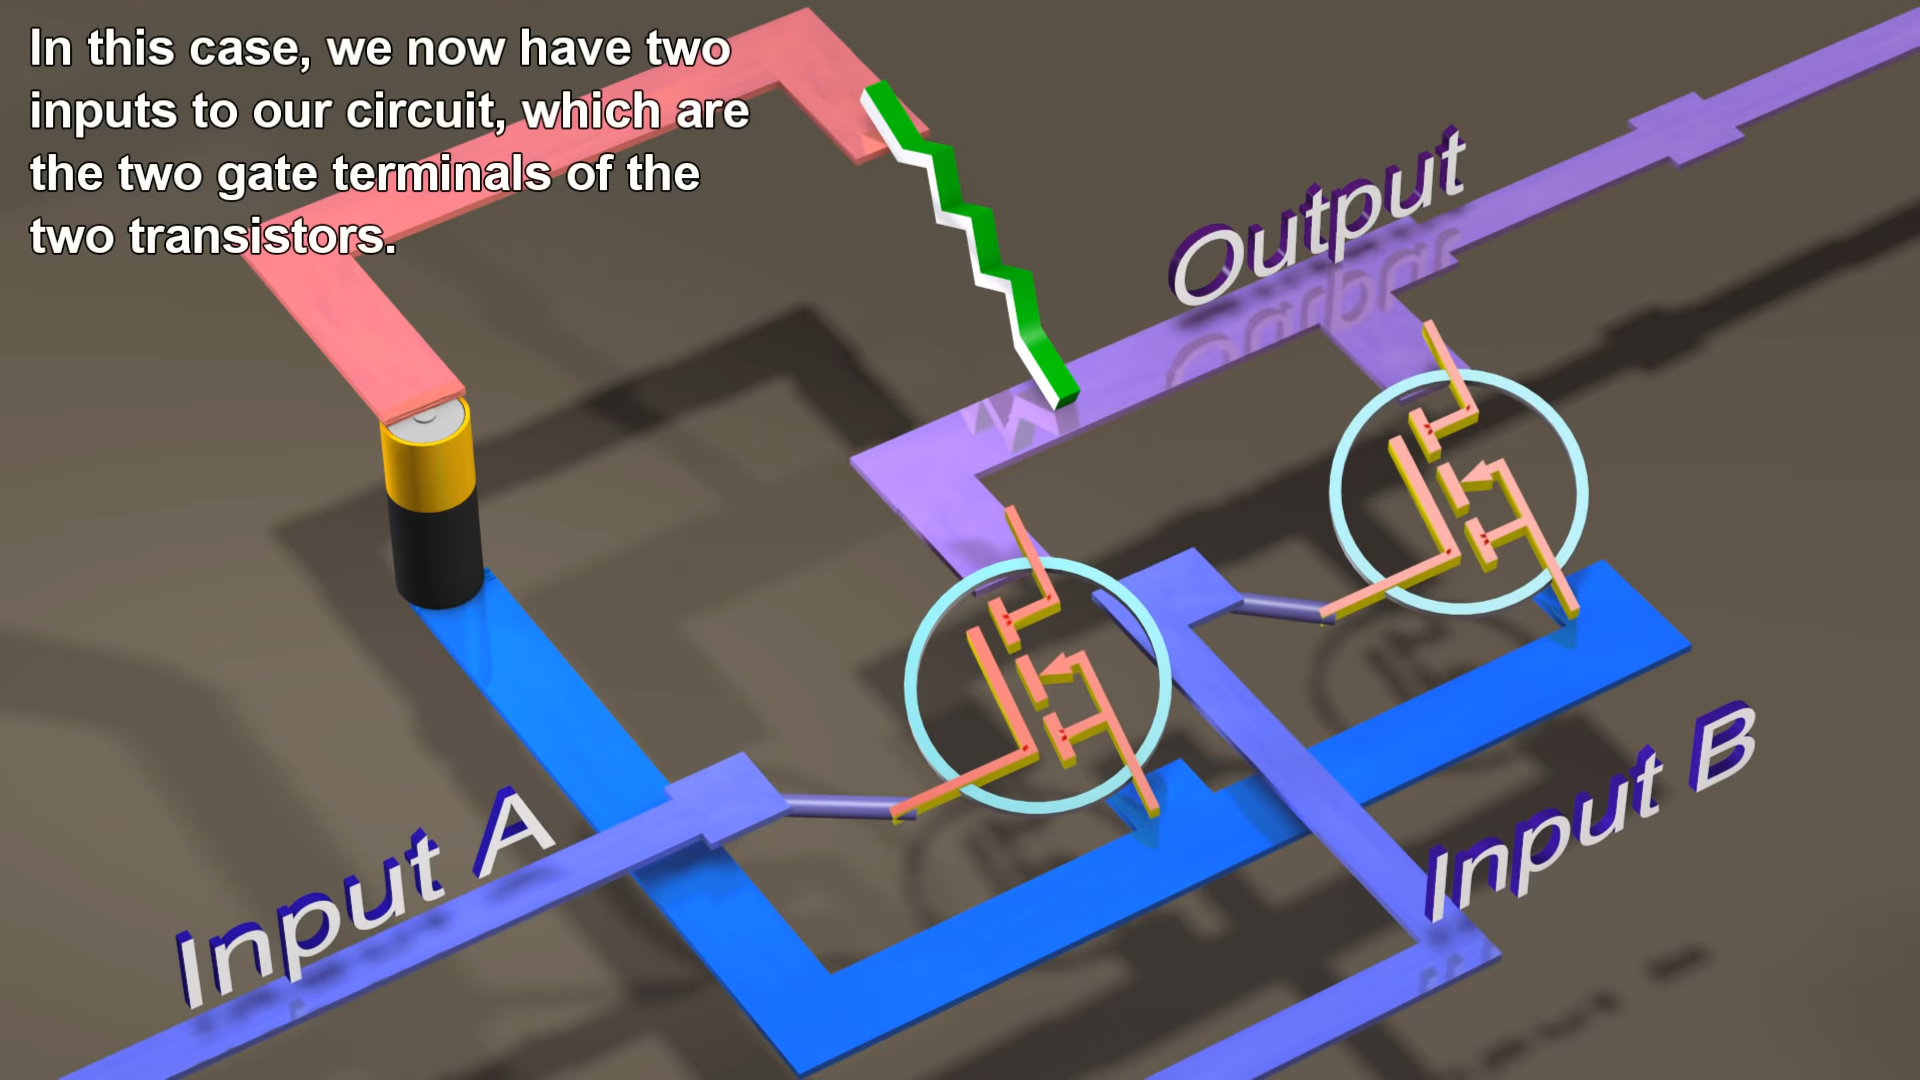 In this case, we now have two
inputs to our circuit, which are
the two gate terminals of the
two transistors.
Output
Input A
Input B